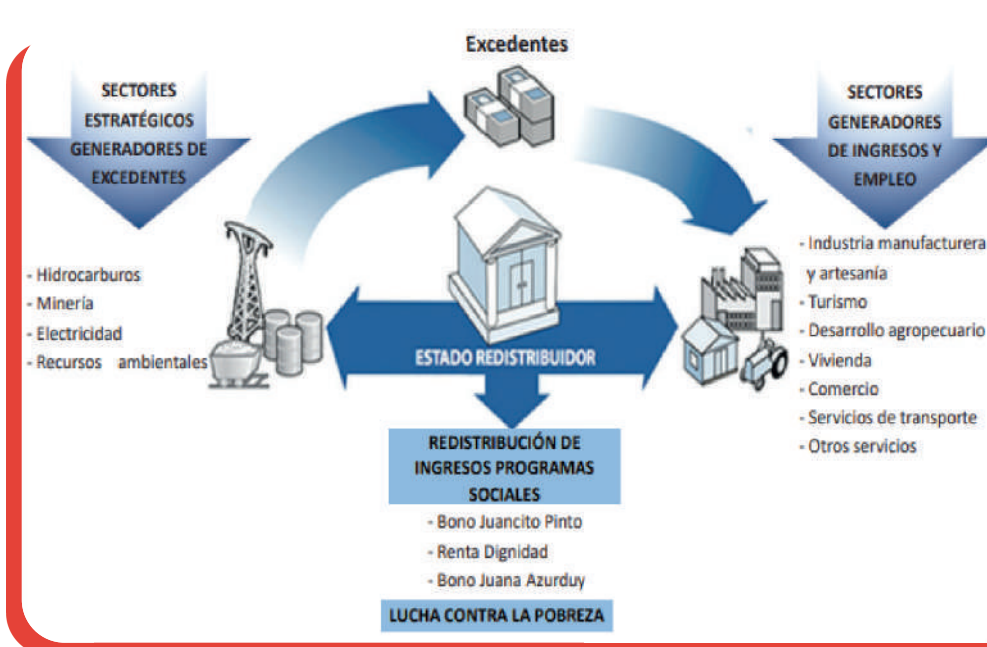 Excedentes
SECTORES
ESTRATÉGICOS
GENERADORES DE
EXCEDENTES
- Hidrocarburos
- Minería
- Electricidad
- Recursos ambientales
SECTORES
GENERADORES
DE INGRESOS Y
EMPLEO
- Industria manufacturera
y artesanía
- Turismo
- Desarrollo agropecuario
- Vivienda
- Comercio
- Servicios de transporte
- Otros servicios
ESTADO REDISTRIBUIDOR
REDISTRIBUCIÓN DE
INGRESOS PROGRAMAS
SOCIALES
- Bono Juancito Pinto
- Renta Dignidad
- Bono Juana Azurduy
LUCHA CONTRA LA POBREZA